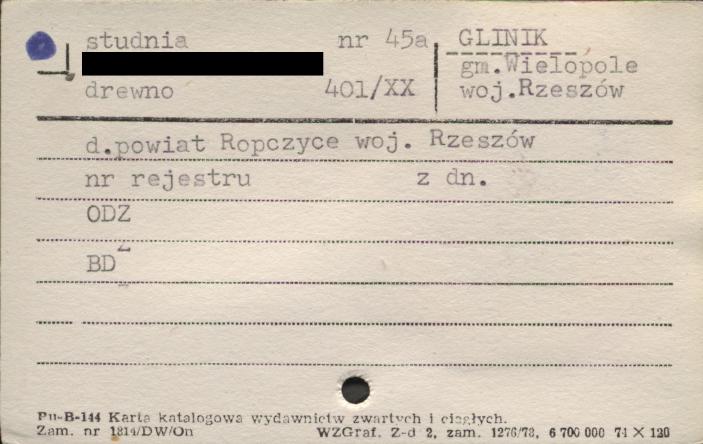 studnia nr 45a GLINIK
gm.Wielopole
drewno 401/XX woj.Rzeszów
d.powiat Ropczyce woj. Rzeszów
nr rejestru z dn.
ODZ
BD
Pu-B-144 Karta katalogowa wydawnictw zwartych i ciągłych.
Zam. nr 1814/DW/On WZGraf. Z-d 2, zam. 1276/73, 6 700 000 74 × 120